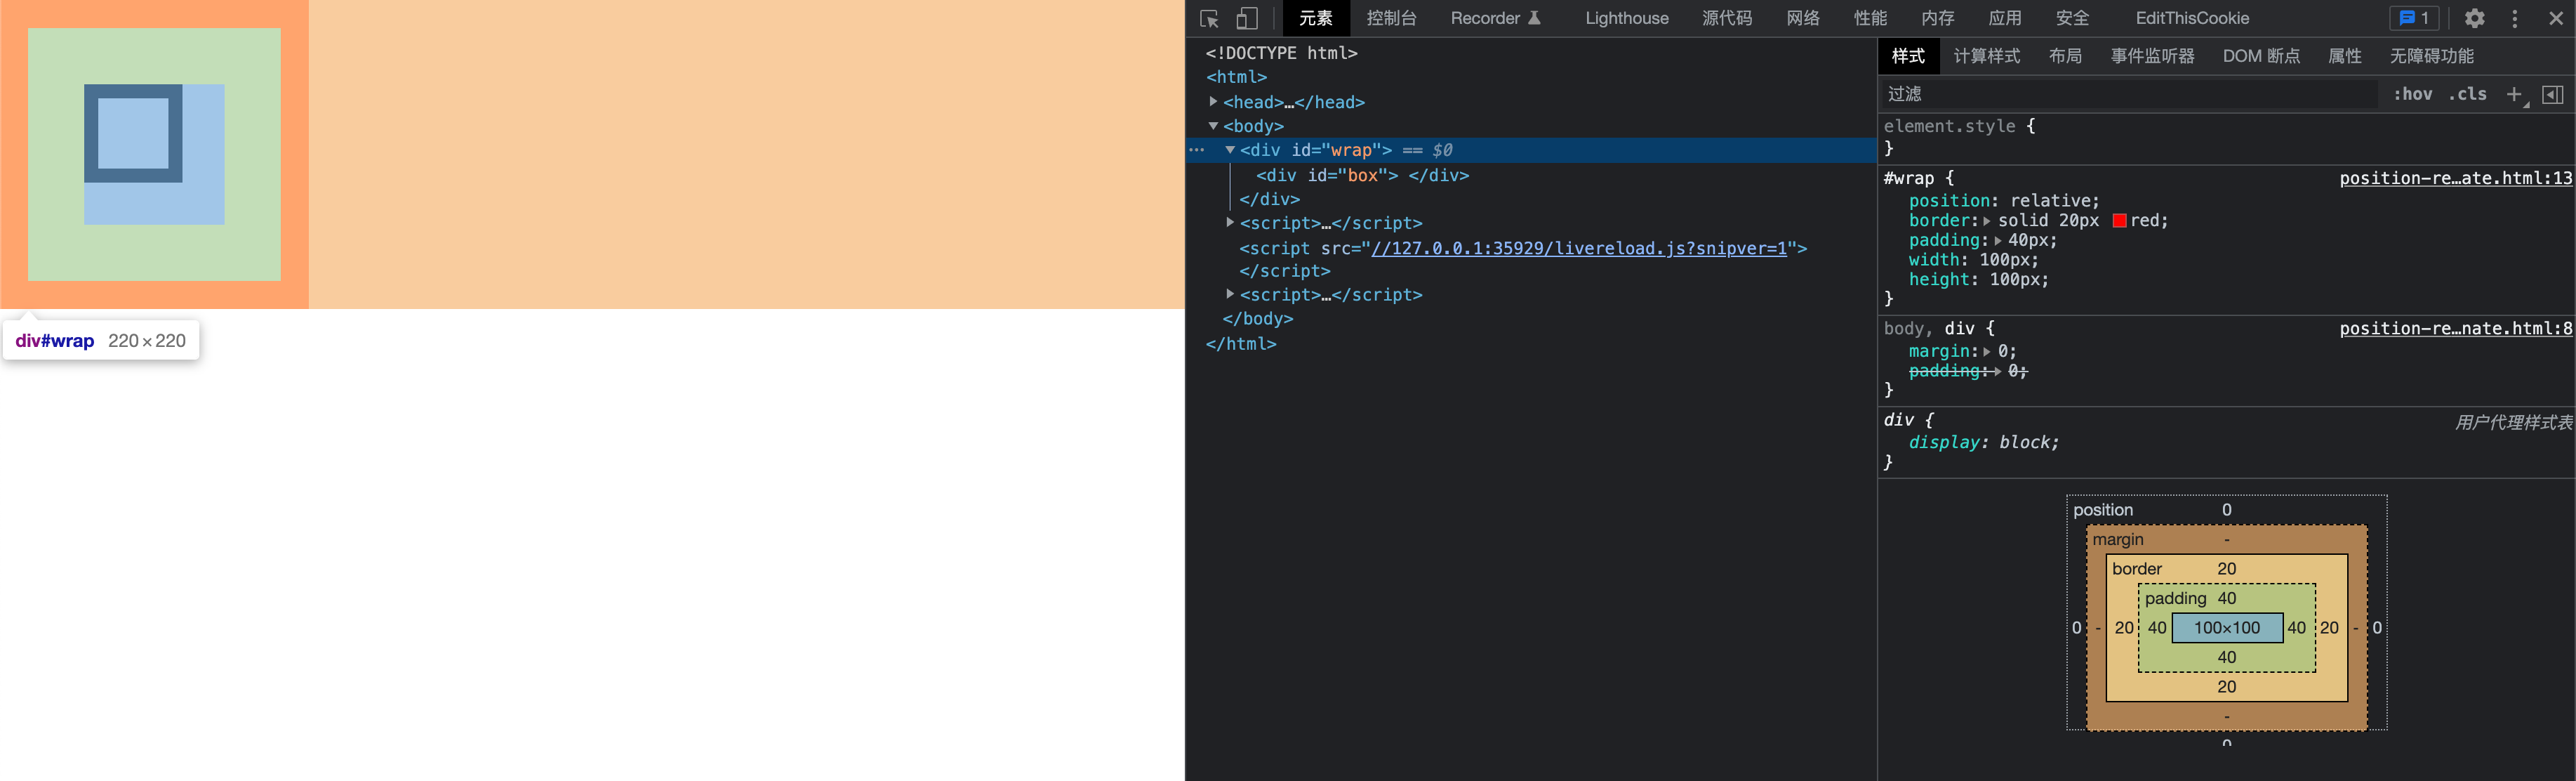 div#wrap 220 × 220
元素 控制台 Recorder Lighthouse 源代码 网络 性能 内存 应用 安全 EditThisCookie 1
<!DOCTYPE html>
<html>
<head>…</head>
<body>
<div id="wrap"> == $0
<div id="box"> </div>
</div>
<script>…</script>
<script src="//127.0.0.1:35929/livereload.js?snipver=1">
</script>
<script>…</script>
</body>
</html>
样式 计算样式 布局 事件监听器 DOM 断点 属性 无障碍功能
过滤 :hov .cls
element.style {
}
#wrap { position-re…ate.html:13
position: relative;
border: solid 20px red;
padding: 40px;
width: 100px;
height: 100px;
}
body, div { position-re…nate.html:8
margin: 0;
padding: 0;
}
div { 用户代理样式表
display: block;
}
position 0
margin -
border 20
padding 40
0 - 20 40 100×100 40 20 - 0
40
20
-
0